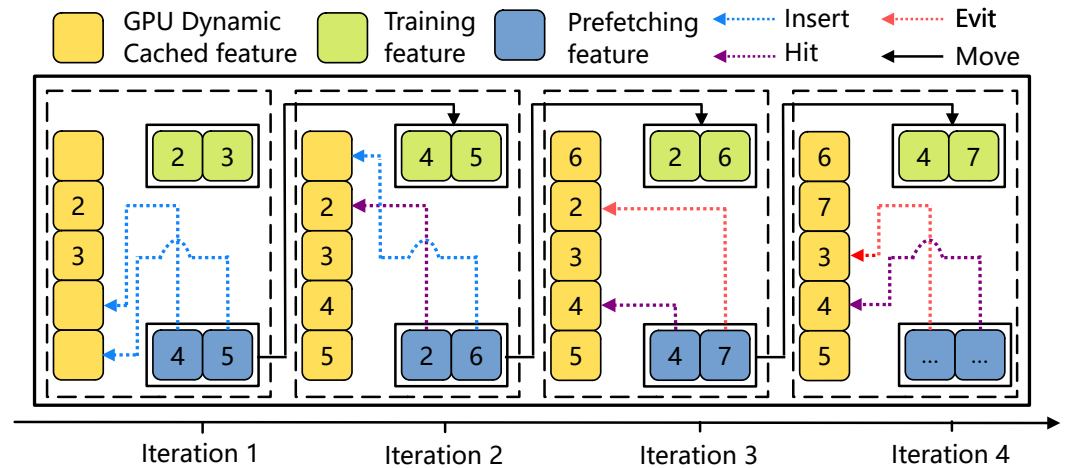 GPU Dynamic
Cached feature
Training
feature
Prefetching
feature
Insert
Evit
Hit
Move
2 3
2
3
4 5
4 5
2
3
4
5
2 6
2 6
6
2
3
4
5
4 7
4 7
6
7
3
4
5
... ...
Iteration 1
Iteration 2
Iteration 3
Iteration 4